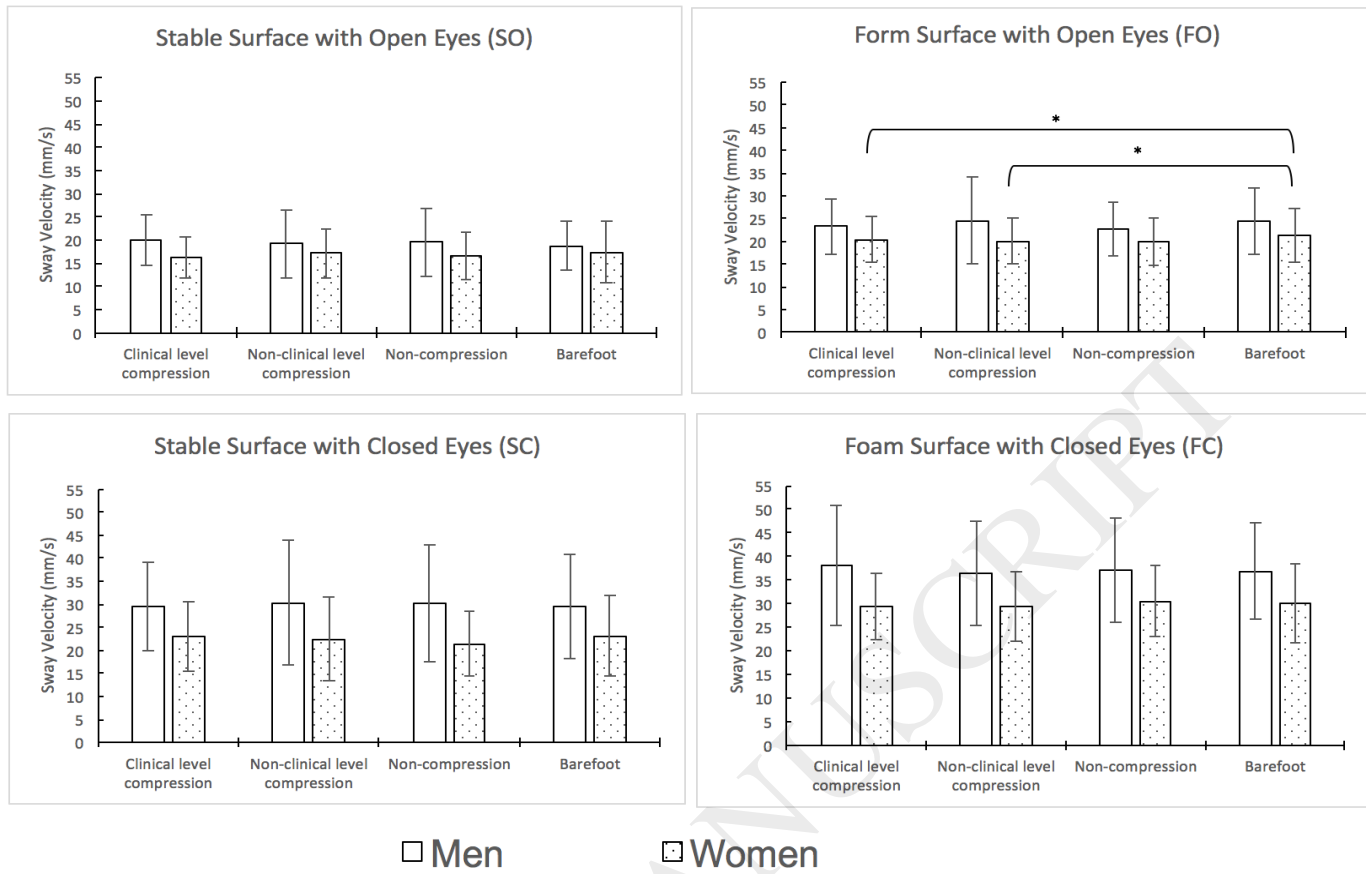 Stable Surface with Open Eyes (SO)
55
50
45
40
35
30
25
20
15
10
5
0
Sway Velocity (mm/s)
Clinical level
compression
Non-clinical level
compression
Non-compression
Barefoot
Form Surface with Open Eyes (FO)
55
50
45
40
35
30
25
20
15
10
5
0
Sway Velocity (mm/s)
*
*
Clinical level
compression
Non-clinical level
compression
Non-compression
Barefoot
Stable Surface with Closed Eyes (SC)
55
50
45
40
35
30
25
20
15
10
5
0
Sway Velocity (mm/s)
Clinical level
compression
Non-clinical level
compression
Non-compression
Barefoot
Foam Surface with Closed Eyes (FC)
55
50
45
40
35
30
25
20
15
10
5
0
Sway Velocity (mm/s)
Clinical level
compression
Non-clinical level
compression
Non-compression
Barefoot
Men
Women
NUSCRIPT